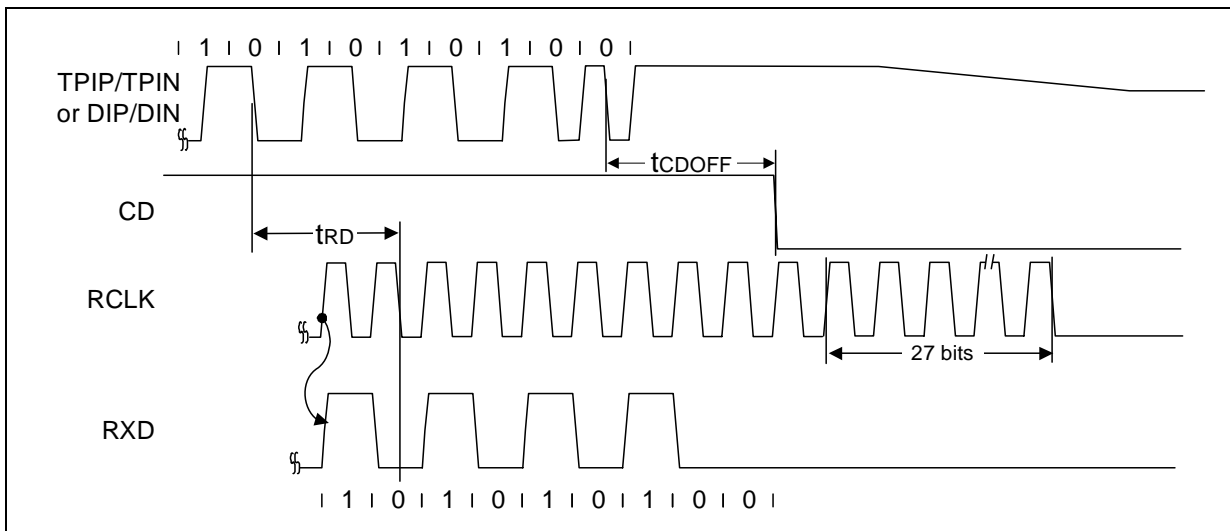 1 0 1 0 1 0 1 0 0
TPIP/TPIN
or DIP/DIN
tCDOFF
CD
tRD
RCLK
27 bits
RXD
1 0 1 0 1 0 1 0 0